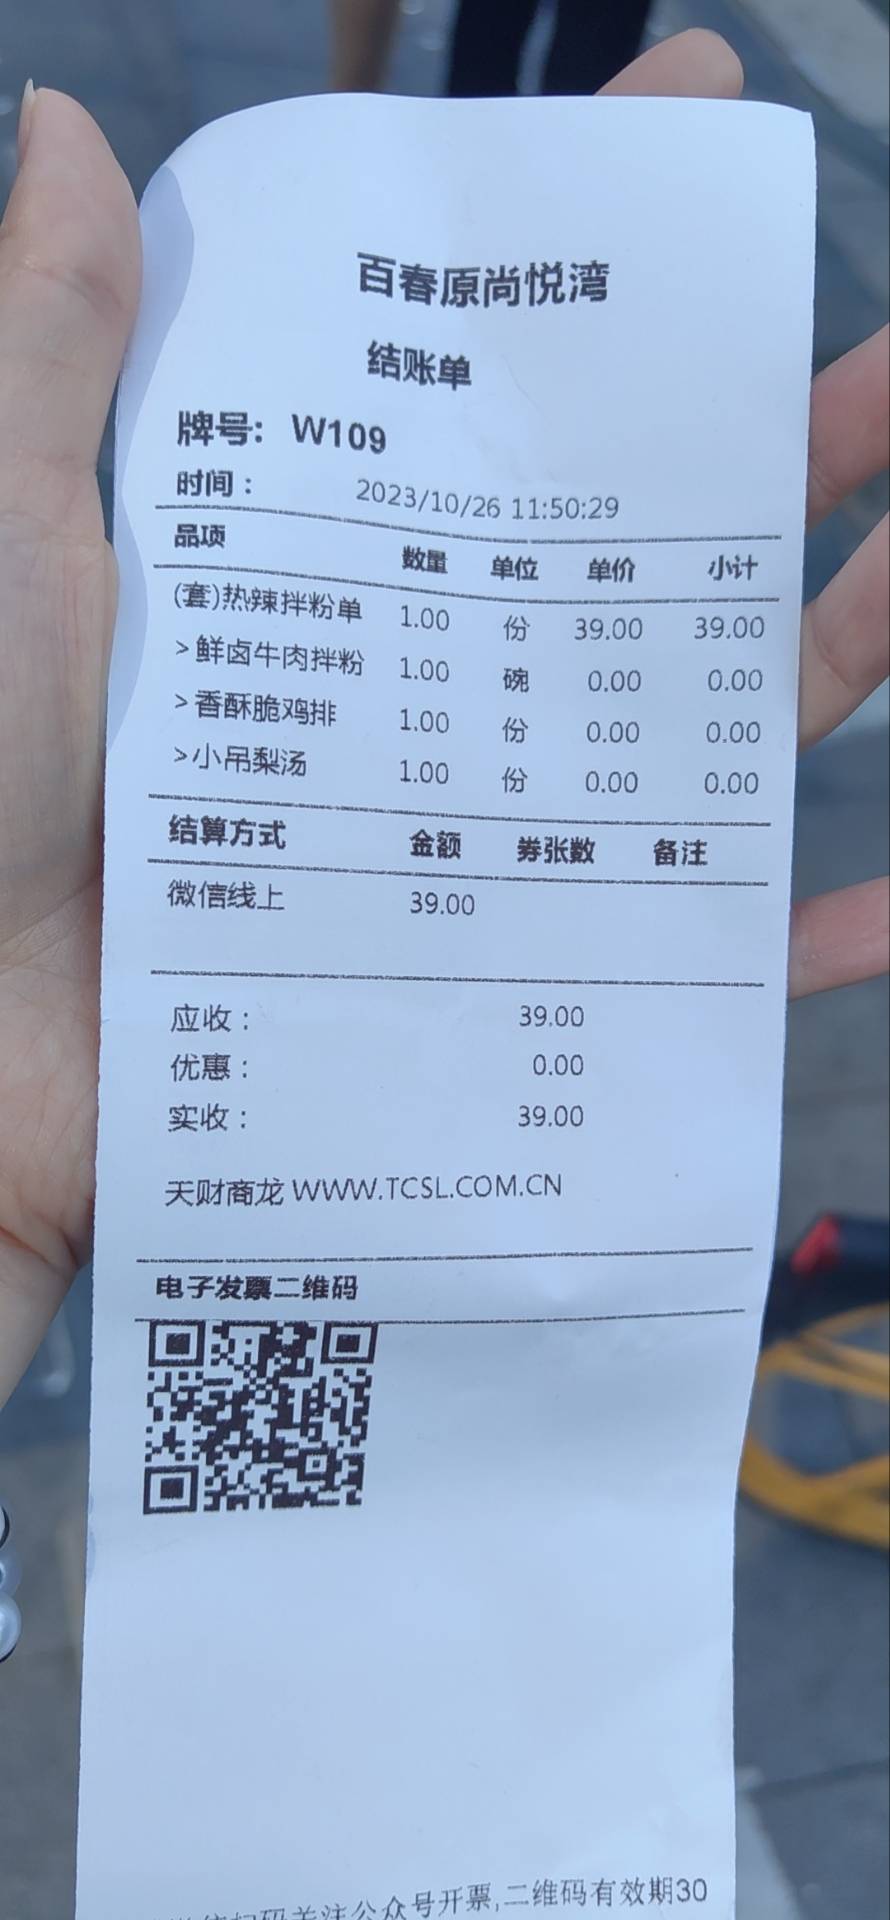 百春原尚悦湾
结账单
牌号: W109
时间： 2023/10/26 11:50:29
品项 数量 单位 单价 小计
(套)热辣拌粉单 1.00 份 39.00 39.00
>鲜卤牛肉拌粉 1.00 碗 0.00 0.00
>香酥脆鸡排 1.00 份 0.00 0.00
>小吊梨汤 1.00 份 0.00 0.00
结算方式 金额 券张数 备注
微信线上 39.00
应收： 39.00
优惠： 0.00
实收： 39.00
天财商龙 WWW.TCSL.COM.CN
电子发票二维码
扫码关注公众号开票,二维码有效期30